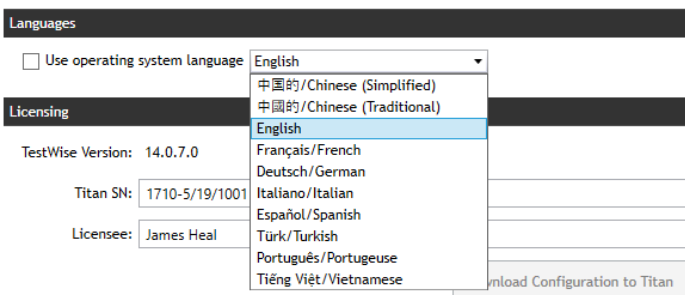 Languages
Use operating system language English
中国的/Chinese (Simplified)
中國的/Chinese (Traditional)
English
Français/French
Deutsch/German
Italiano/Italian
Español/Spanish
Türk/Turkish
Português/Portugeuse
Tiếng Việt/Vietnamese
Licensing
TestWise Version: 14.0.7.0
Titan SN: 1710-5/19/1001
Licensee: James Heal
Configuration to Titan